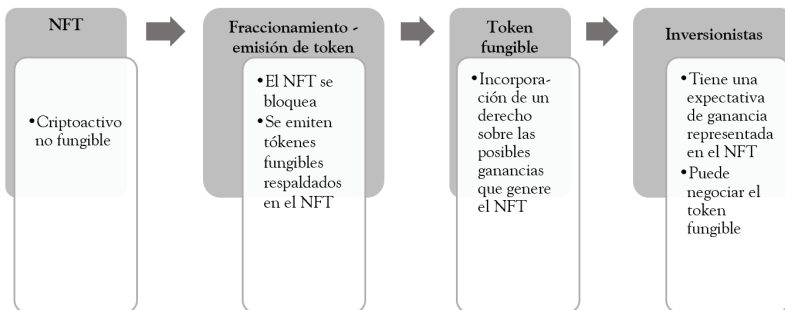 NFT
•Criptoactivo
no fungible
Fraccionamiento -
emisión de token
•El NFT se
bloquea
•Se emiten
tókenes
fungibles
respaldados
en el NFT
Token
fungible
•Incorpora-
ción de un
derecho
sobre las
posibles
ganancias
que genere
el NFT
Inversionistas
•Tiene una
expectativa
de ganancia
representada
en el NFT
•Puede
negociar el
token
fungible